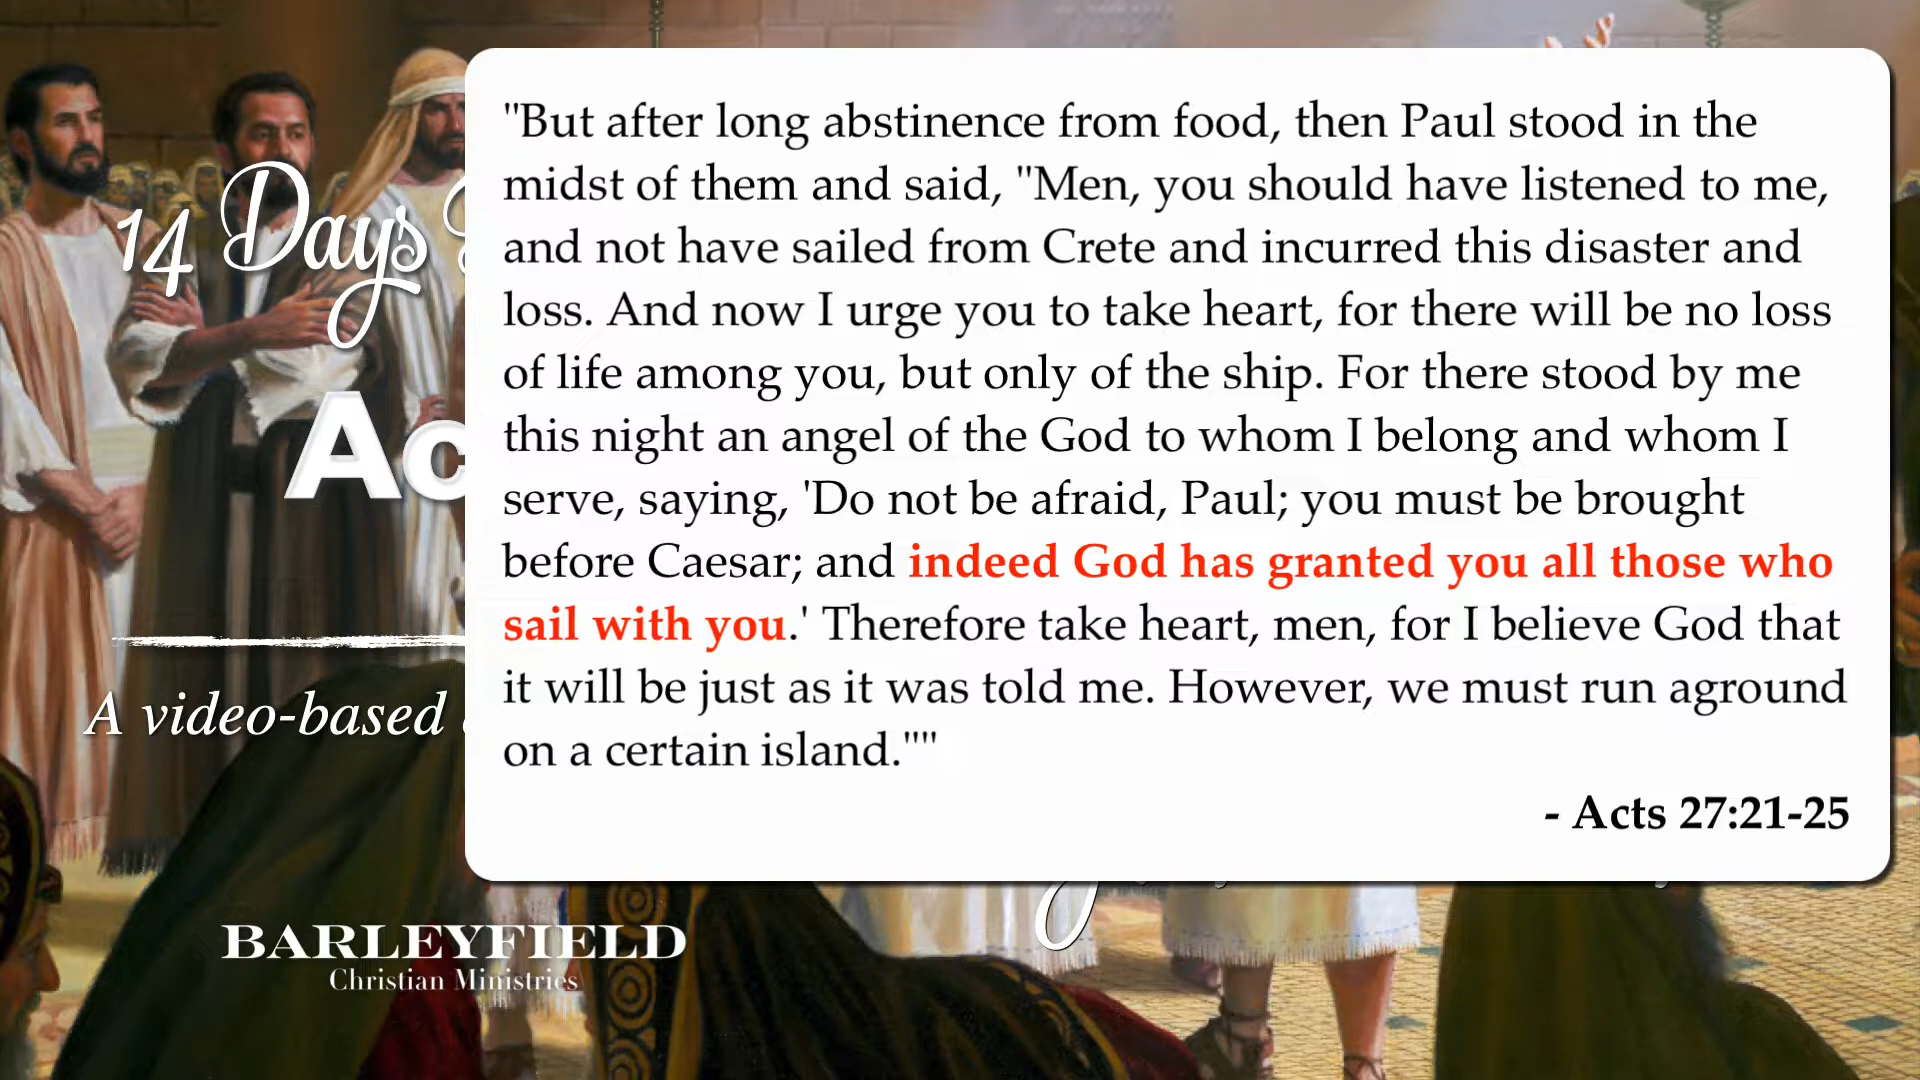 "But after long abstinence from food, then Paul stood in the
midst of them and said, "Men, you should have listened to me,
and not have sailed from Crete and incurred this disaster and
loss. And now I urge you to take heart, for there will be no loss
of life among you, but only of the ship. For there stood by me
this night an angel of the God to whom I belong and whom I
serve, saying, 'Do not be afraid, Paul; you must be brought
before Caesar; and indeed God has granted you all those who
sail with you.' Therefore take heart, men, for I believe God that
it will be just as it was told me. However, we must run aground
on a certain island.""
- Acts 27:21-25
14 Days
Ac
A video-based
BARLEYFIELD
Christian Ministries